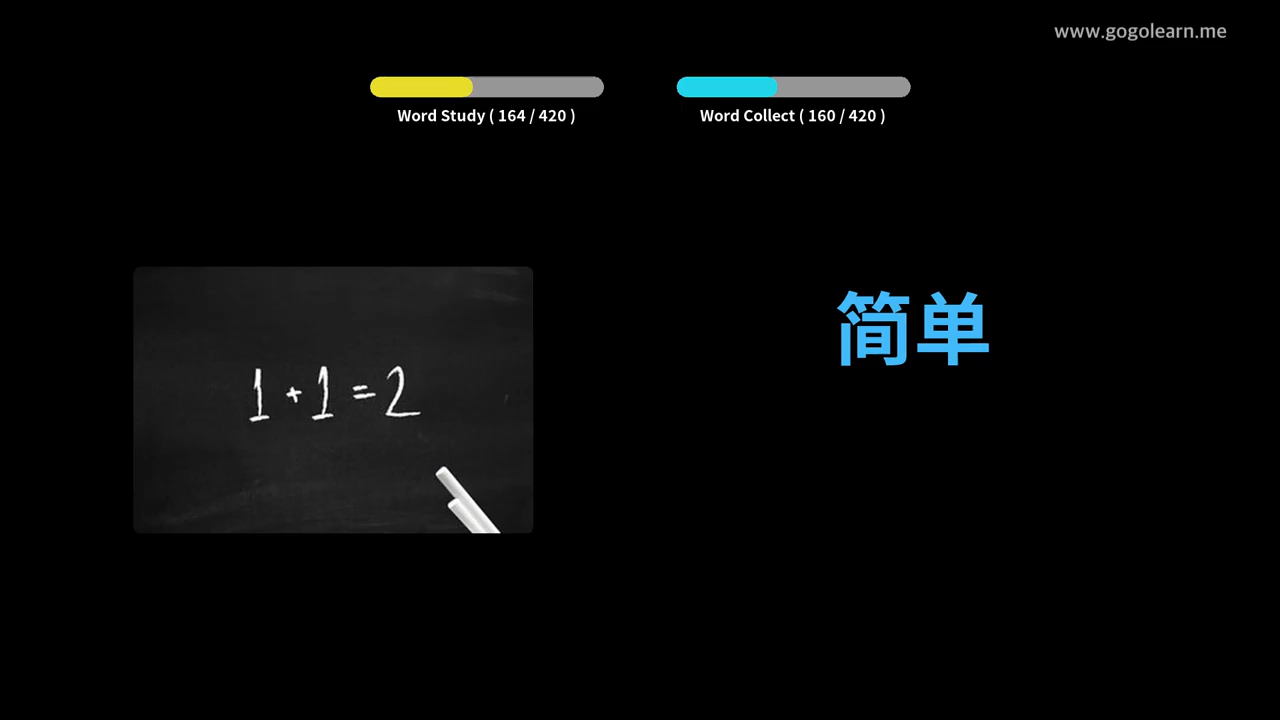 www.gogolearn.me
Word Study ( 164 / 420 )
Word Collect ( 160 / 420 )
简单
1 + 1 = 2